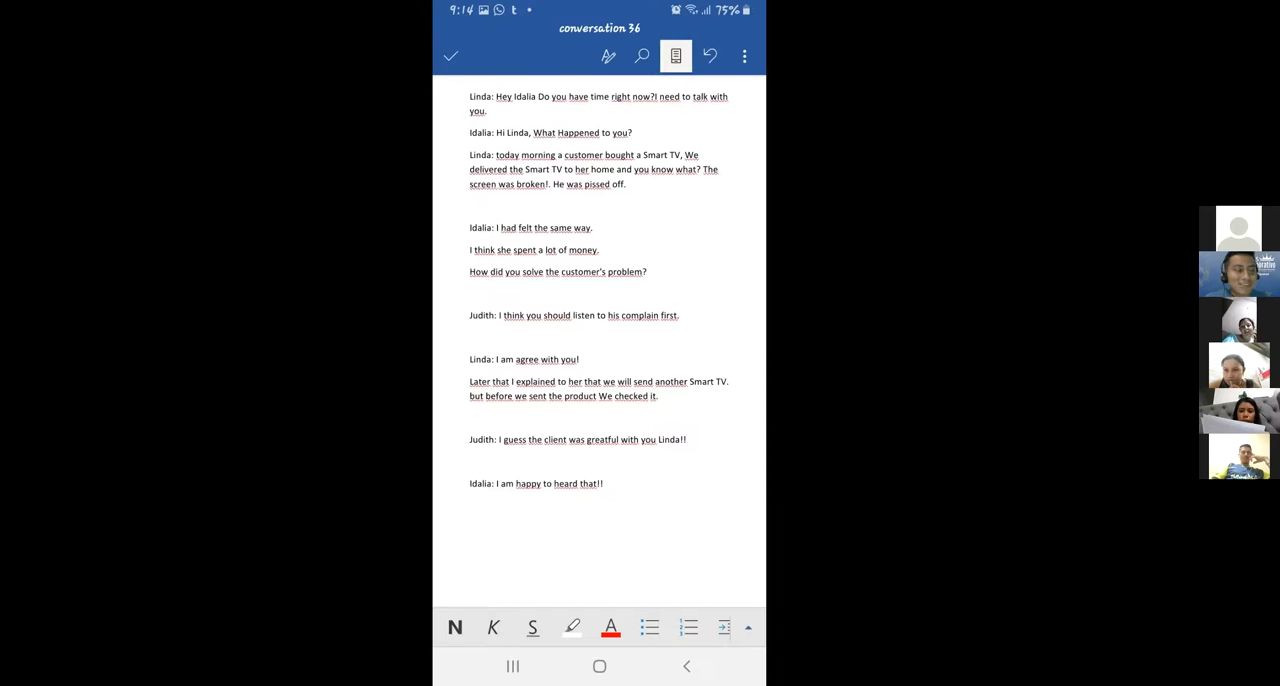 9:14 t 75%
conversation 36
Linda: Hey Idalia Do you have time right now?I need to talk with
you.
Idalia: Hi Linda, What Happened to you?
Linda: today morning a customer bought a Smart TV, We
delivered the Smart TV to her home and you know what? The
screen was broken!. He was pissed off.
Idalia: I had felt the same way.
I think she spent a lot of money.
How did you solve the customer's problem?
Judith: I think you should listen to his complain first.
Linda: I am agree with you!
Later that I explained to her that we will send another Smart TV.
but before we sent the product We checked it.
Judith: I guess the client was greatful with you Linda!!
Idalia: I am happy to heard that!!
N K S A